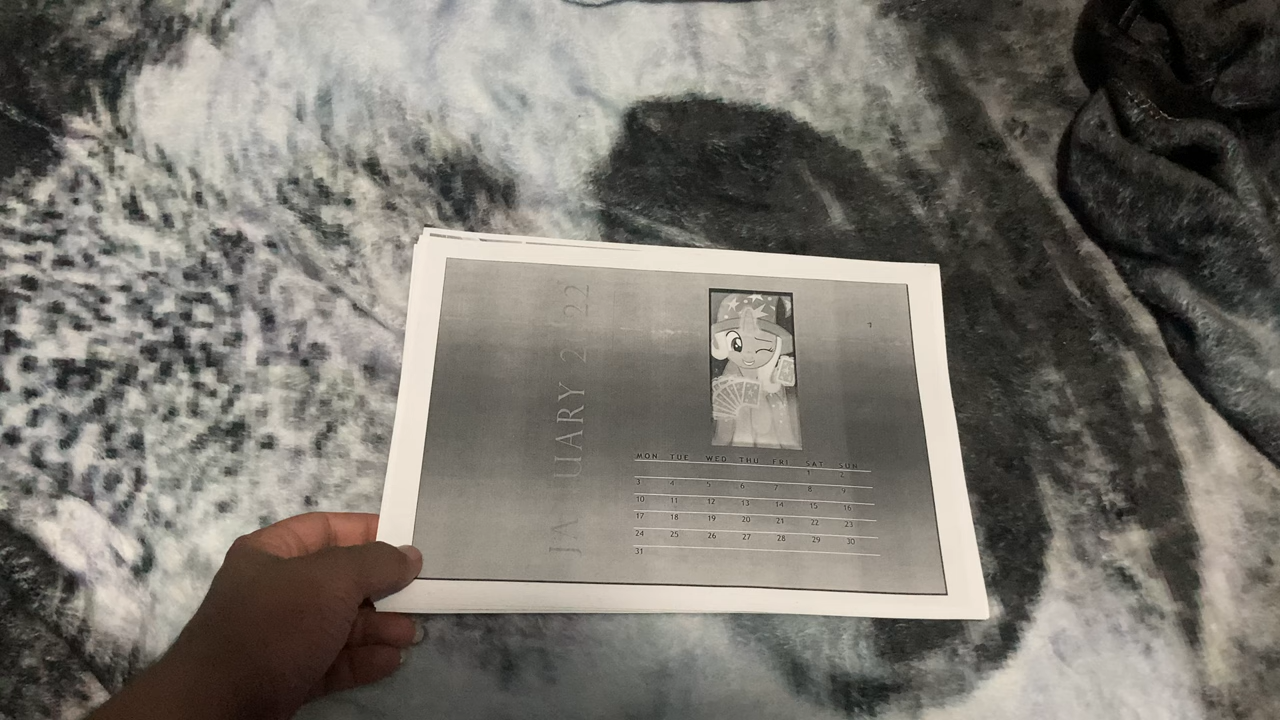 JANUARY 2022
1
MON TUE WED THU FRI SAT SUN
1 2
3 4 5 6 7 8 9
10 11 12 13 14 15 16
17 18 19 20 21 22 23
24 25 26 27 28 29 30
31